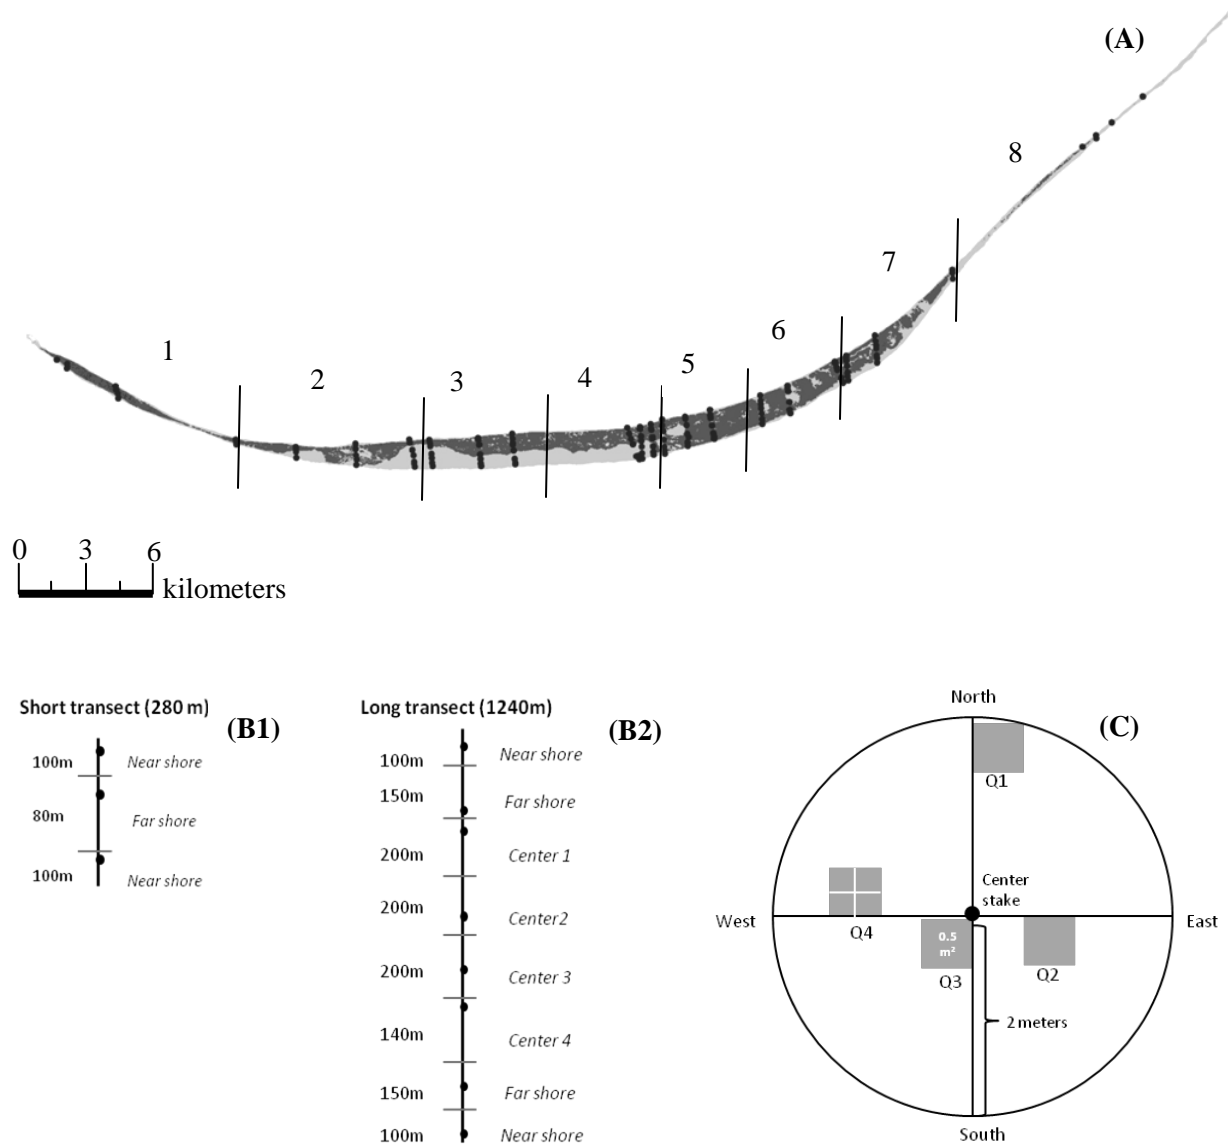 (A)
8
7
6
5
4
3
2
1
0 3 6
kilometers
Short transect (280 m)
(B1)
100m Near shore
80m Far shore
100m Near shore
Long transect (1240m)
(B2)
100m Near shore
150m Far shore
200m Center 1
200m Center2
200m Center 3
140m Center 4
150m Far shore
100m Near shore
North
(C)
Q1
Center
stake
West
East
Q4
0.5
m²
Q3
Q2
2 meters
South